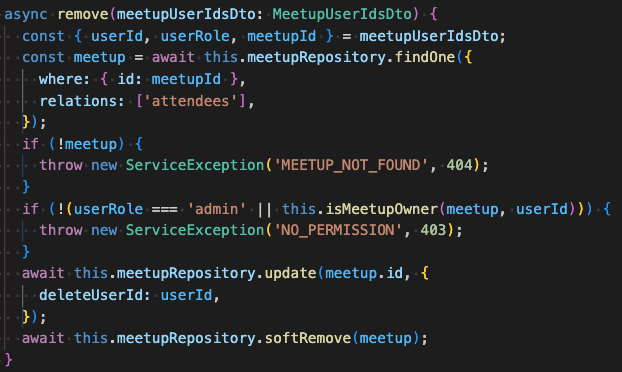 async remove(meetupUserIdsDto: MeetupUserIdsDto) {
  const { userId, userRole, meetupId } = meetupUserIdsDto;
  const meetup = await this.meetupRepository.findOne({
    where: { id: meetupId },
    relations: ['attendees'],
  });
  if (!meetup) {
    throw new ServiceException('MEETUP_NOT_FOUND', 404);
  }
  if (!(userRole === 'admin' || this.isMeetupOwner(meetup, userId))) {
    throw new ServiceException('NO_PERMISSION', 403);
  }
  await this.meetupRepository.update(meetup.id, {
    deleteUserId: userId,
  });
  await this.meetupRepository.softRemove(meetup);
}